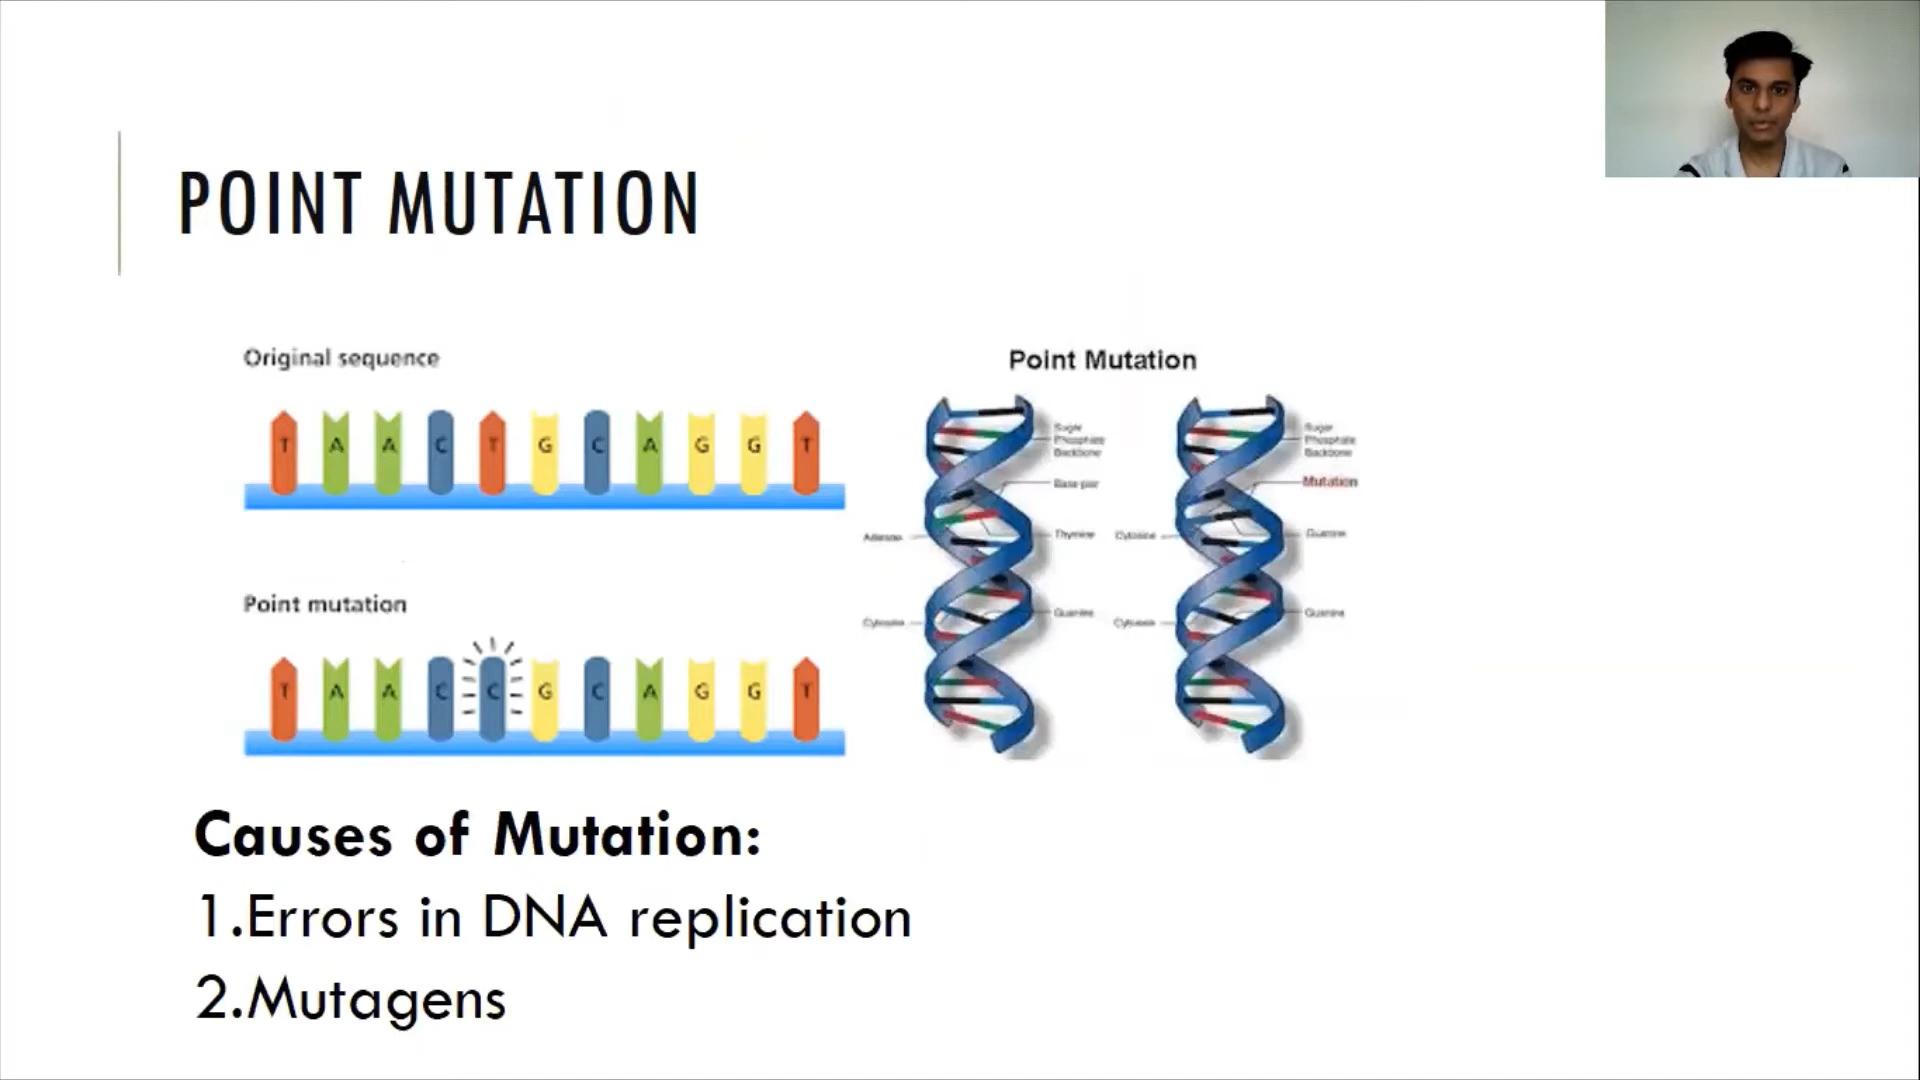 POINT MUTATION
Original sequence
T A A C T G C A G G T
Point mutation
T A A C C G C A G G T
Point Mutation
Sugar
Phosphate
Backbone
Base pair
Adenine
Thymine
Cytosine
Guanine
Sugar
Phosphate
Backbone
Mutation
Cytosine
Guanine
Cytosine
Guanine
Causes of Mutation:
1.Errors in DNA replication
2.Mutagens